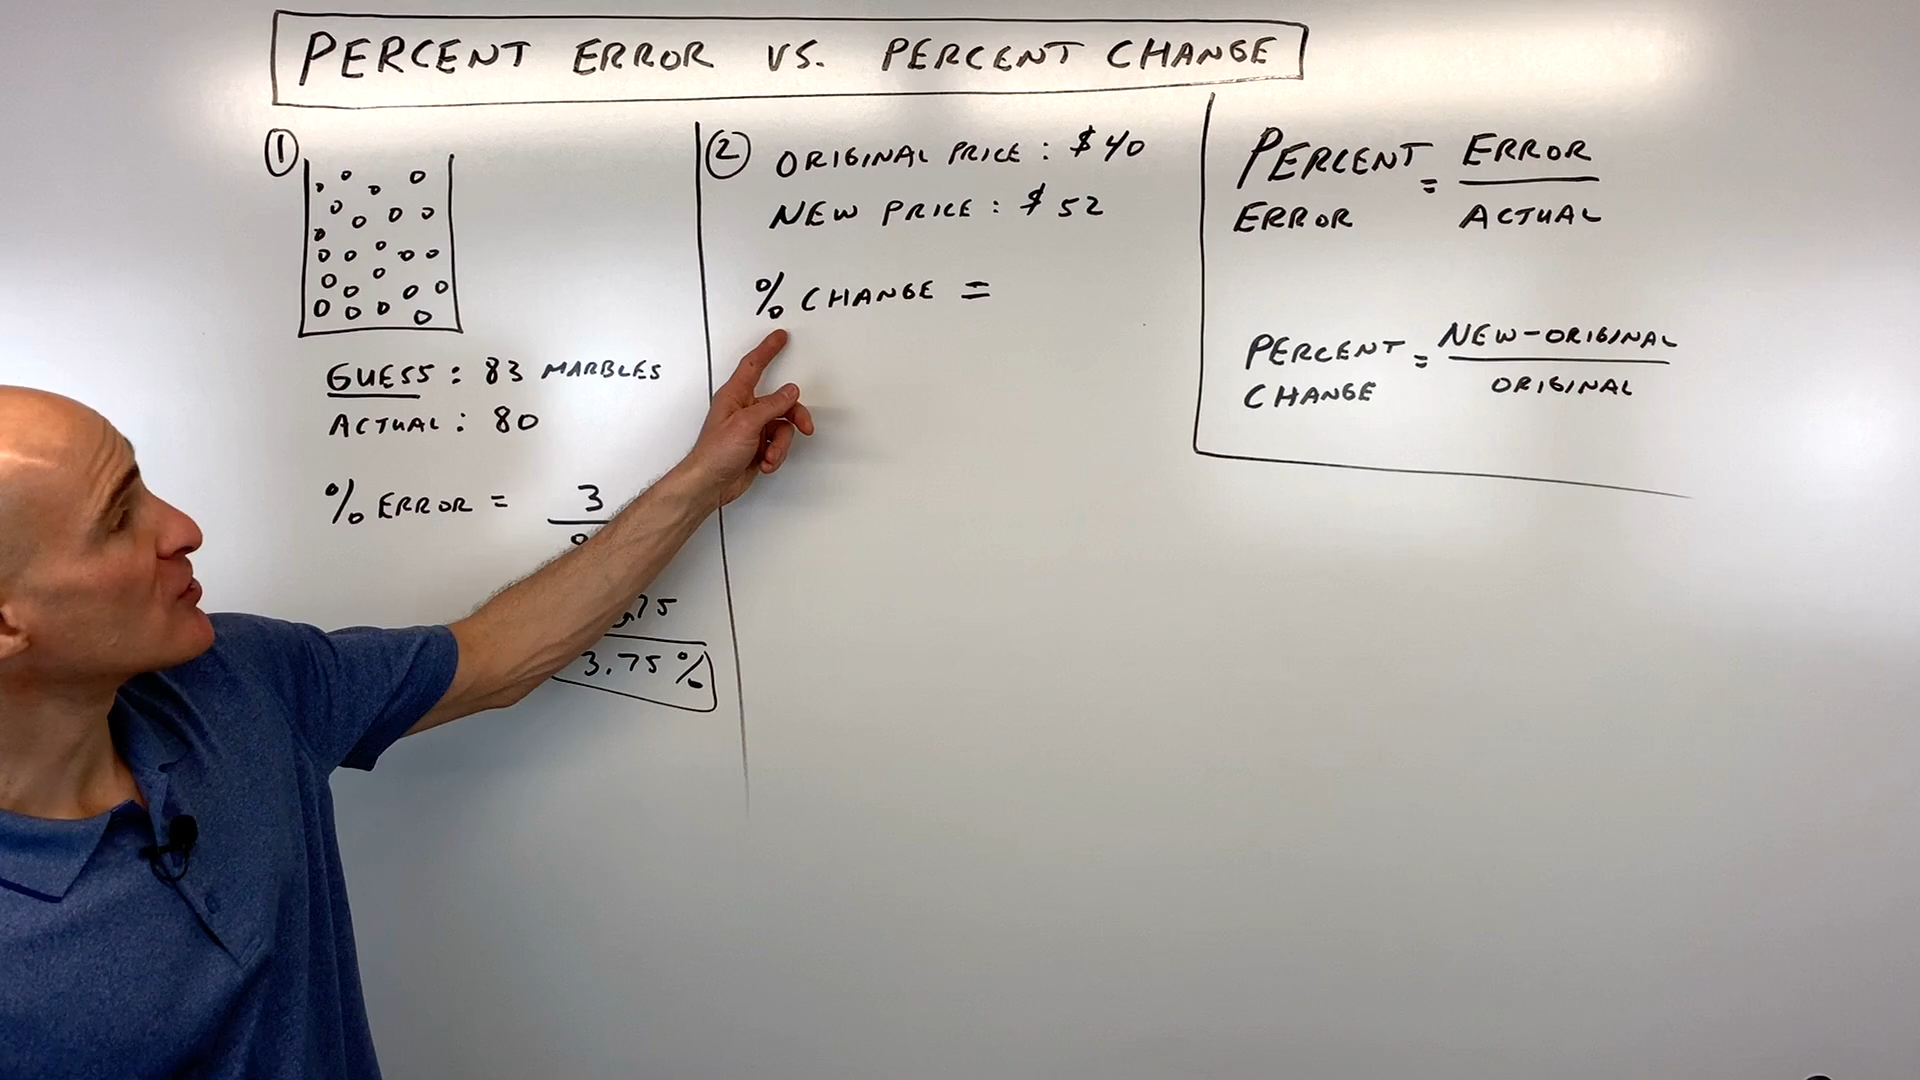 PERCENT ERROR VS. PERCENT CHANGE
1
GUESS: 83 MARBLES
ACTUAL: 80
% ERROR = 3
75
3.75%
2 ORIGINAL PRICE: $40
NEW PRICE: $52
% CHANGE =
PERCENT ERROR = ERROR
ACTUAL
PERCENT CHANGE = NEW-ORIGINAL
ORIGINAL